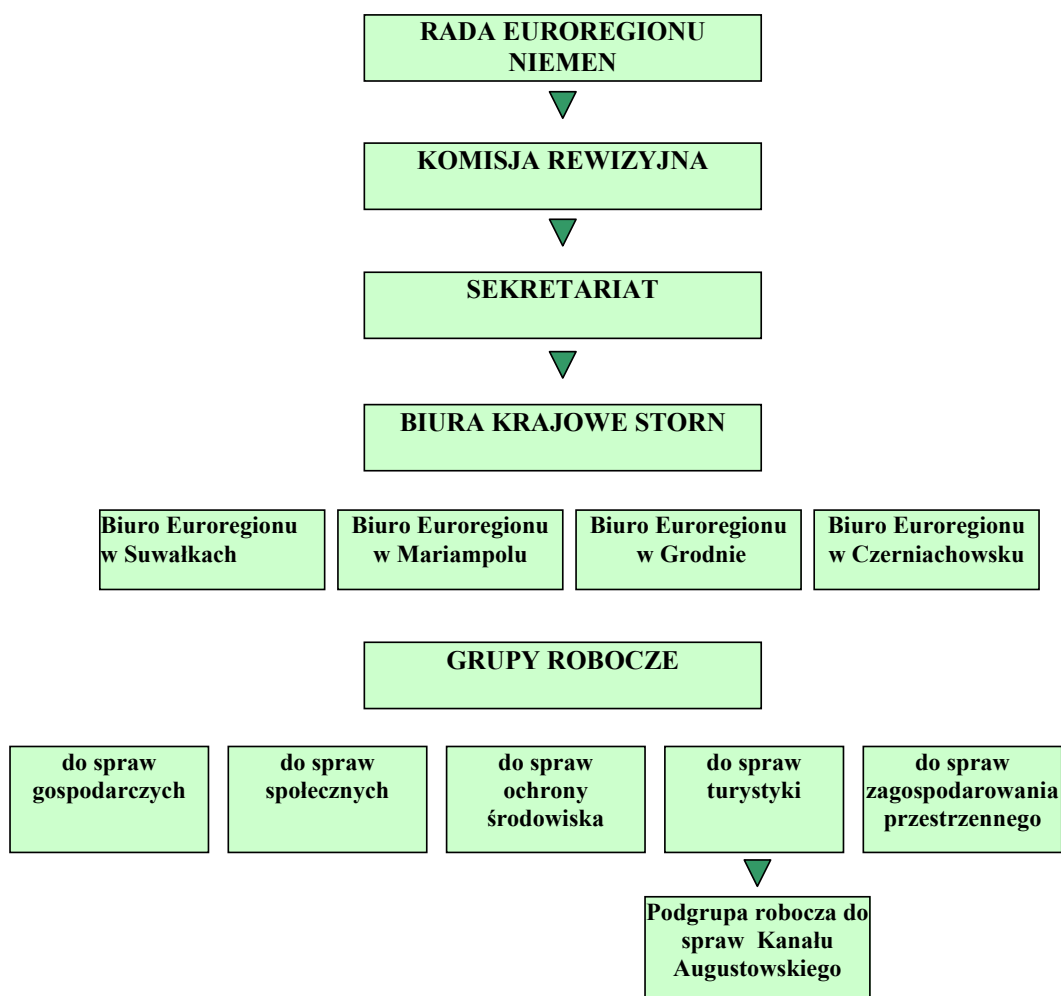 RADA EUROREGIONU
NIEMEN
KOMISJA REWIZYJNA
SEKRETARIAT
BIURA KRAJOWE STORN
Biuro Euroregionu
w Suwałkach
Biuro Euroregionu
w Mariampolu
Biuro Euroregionu
w Grodnie
Biuro Euroregionu
w Czerniachowsku
GRUPY ROBOCZE
do spraw
gospodarczych
do spraw
społecznych
do spraw
ochrony
środowiska
do spraw
turystyki
do spraw
zagospodarowania
przestrzennego
Podgrupa robocza do
spraw Kanału
Augustowskiego